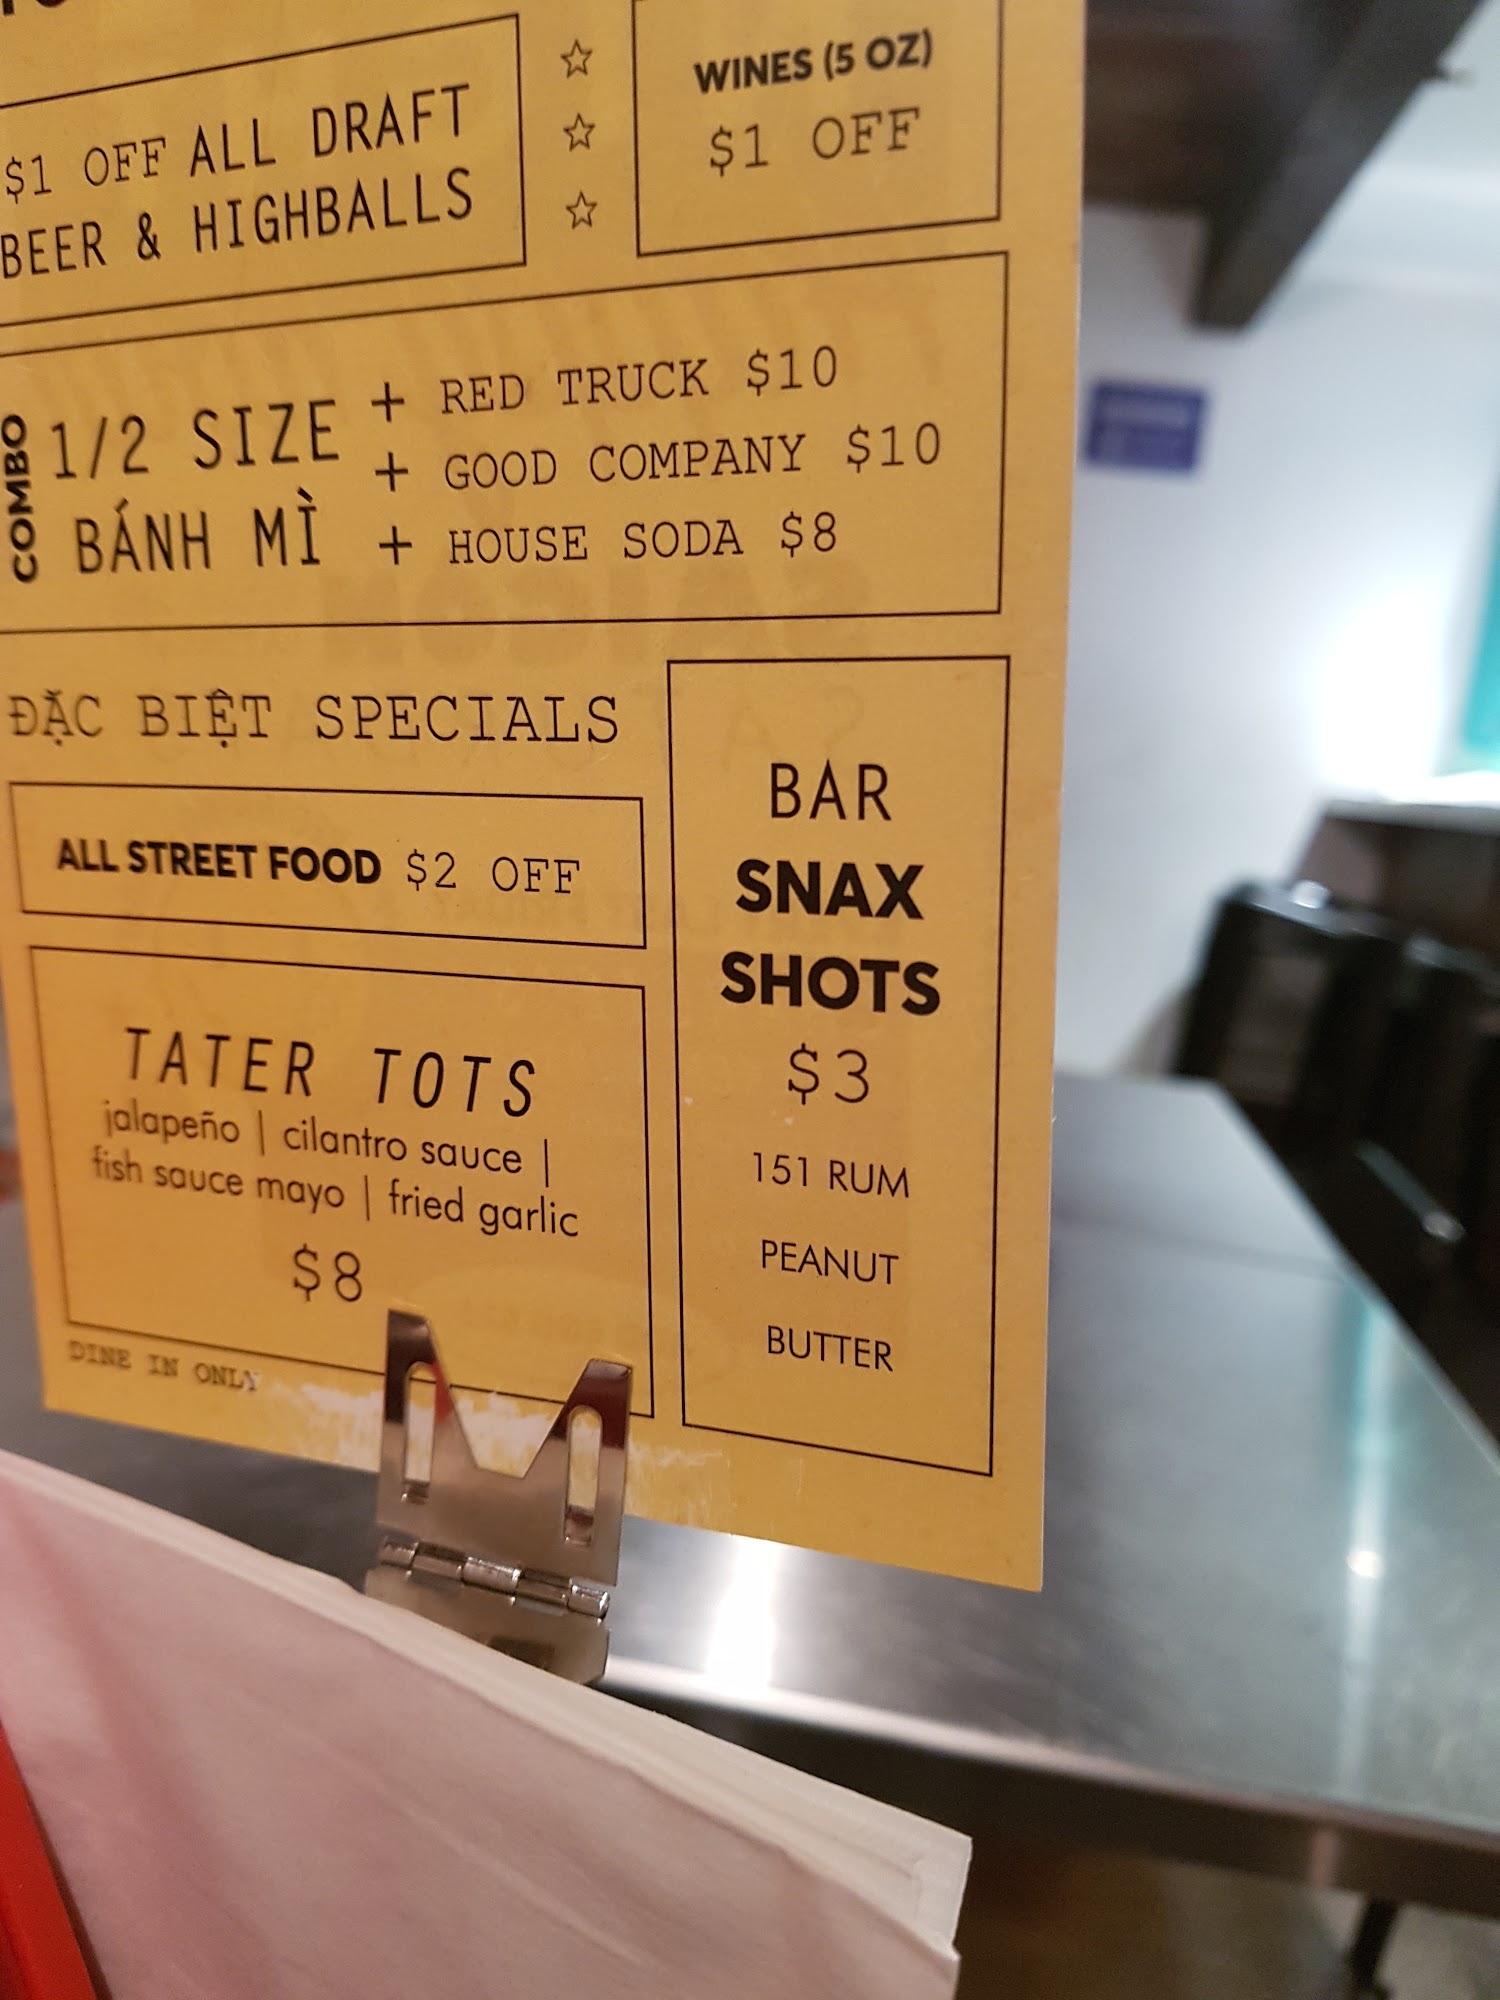 $1 OFF ALL DRAFT
BEER & HIGHBALLS
WINES (5 OZ)
$1 OFF
COMBO
1/2 SIZE
BÁNH MÌ
+ RED TRUCK $10
+ GOOD COMPANY $10
+ HOUSE SODA $8
ĐẶC BIỆT SPECIALS
ALL STREET FOOD $2 OFF
TATER TOTS
jalapeño | cilantro sauce |
fish sauce mayo | fried garlic
$8
DINE IN ONLY
BAR
SNAX
SHOTS
$3
151 RUM
PEANUT
BUTTER